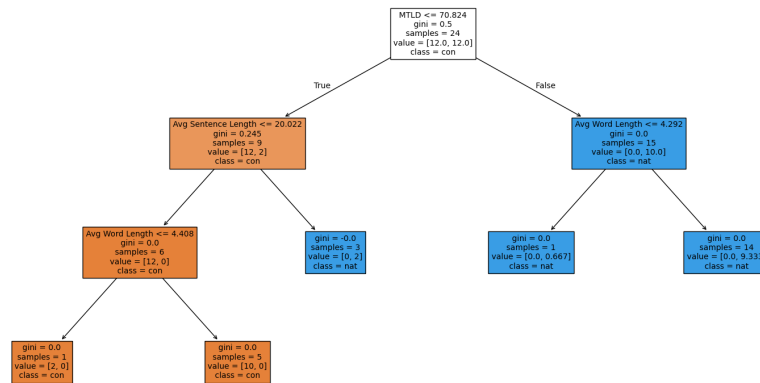 MTLD <= 70.824
gini = 0.5
samples = 24
value = [12.0, 12.0]
class = con
True
False
Avg Sentence Length <= 20.022
gini = 0.245
samples = 9
value = [12, 2]
class = con
Avg Word Length <= 4.292
gini = 0.0
samples = 15
value = [0.0, 10.0]
class = nat
Avg Word Length <= 4.408
gini = 0.0
samples = 6
value = [12, 0]
class = con
gini = -0.0
samples = 3
value = [0, 2]
class = nat
gini = 0.0
samples = 1
value = [0.0, 0.667]
class = nat
gini = 0.0
samples = 14
value = [0.0, 9.333
class = nat
gini = 0.0
samples = 1
value = [2, 0]
class = con
gini = 0.0
samples = 5
value = [10, 0]
class = con